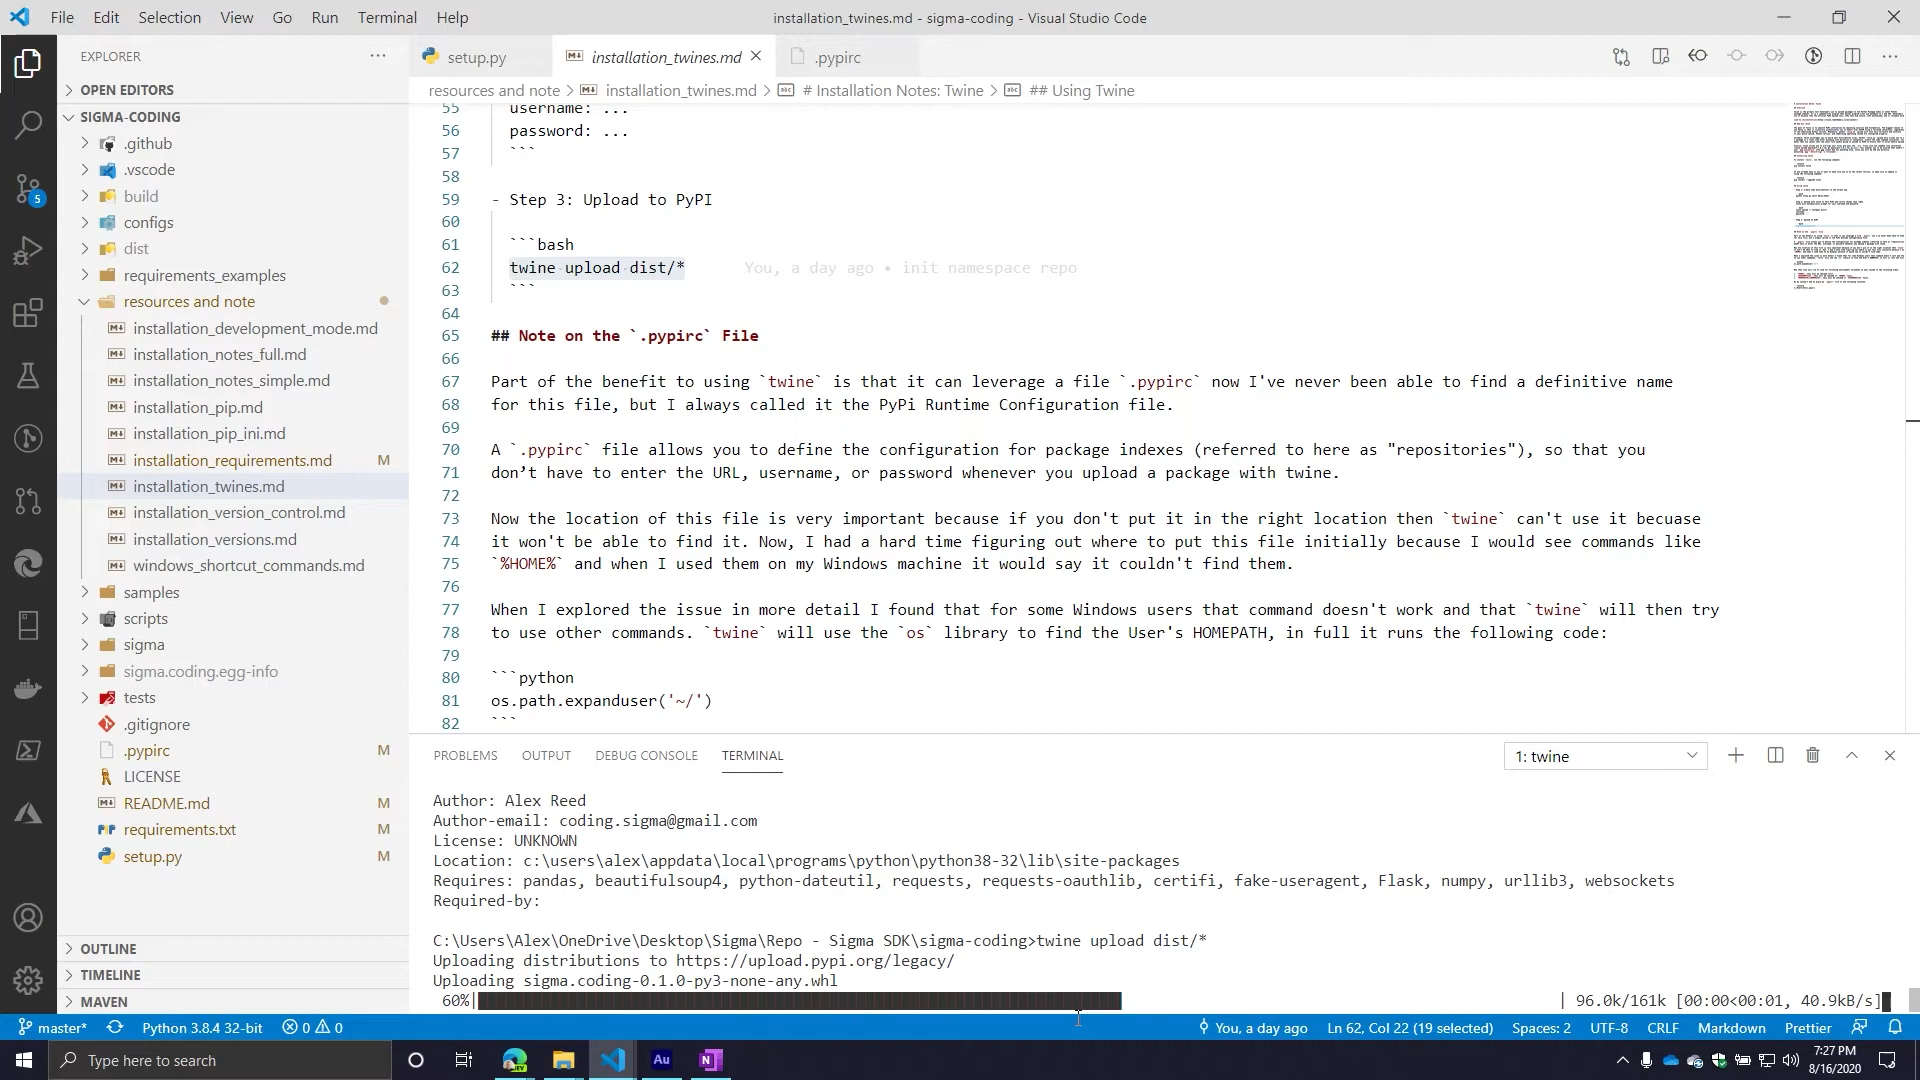 File Edit Selection View Go Run Terminal Help
installation_twines.md - sigma-coding - Visual Studio Code
EXPLORER
setup.py
installation_twines.md
.pypirc
OPEN EDITORS
resources and note > installation_twines.md > # Installation Notes: Twine > ## Using Twine
SIGMA-CODING
.github
.vscode
build
configs
dist
requirements_examples
resources and note
installation_development_mode.md
installation_notes_full.md
installation_notes_simple.md
installation_pip.md
installation_pip_ini.md
installation_requirements.md M
installation_twines.md
installation_version_control.md
installation_versions.md
windows_shortcut_commands.md
samples
scripts
sigma
sigma.coding.egg-info
tests
.gitignore
.pypirc M
LICENSE
README.md M
requirements.txt M
setup.py M
OUTLINE
TIMELINE
MAVEN
5
55 username: ...
56 password: ...
57 ```
58
59 - Step 3: Upload to PyPI
60
61 ```bash
62 twine upload dist/* You, a day ago • init namespace repo
63 ```
64
65 ## Note on the `.pypirc` File
66
67 Part of the benefit to using `twine` is that it can leverage a file `.pypirc` now I've never been able to find a definitive name
68 for this file, but I always called it the PyPi Runtime Configuration file.
69
70 A `.pypirc` file allows you to define the configuration for package indexes (referred to here as "repositories"), so that you
71 don’t have to enter the URL, username, or password whenever you upload a package with twine.
72
73 Now the location of this file is very important because if you don't put it in the right location then `twine` can't use it becuase
74 it won't be able to find it. Now, I had a hard time figuring out where to put this file initially because I would see commands like
75 `%HOME%` and when I used them on my Windows machine it would say it couldn't find them.
76
77 When I explored the issue in more detail I found that for some Windows users that command doesn't work and that `twine` will then try
78 to use other commands. `twine` will use the `os` library to find the User's HOMEPATH, in full it runs the following code:
79
80 ```python
81 os.path.expanduser('~/')
82 ```
PROBLEMS OUTPUT DEBUG CONSOLE TERMINAL
1: twine
Author: Alex Reed
Author-email: coding.sigma@gmail.com
License: UNKNOWN
Location: c:\users\alex\appdata\local\programs\python\python38-32\lib\site-packages
Requires: pandas, beautifulsoup4, python-dateutil, requests, requests-oauthlib, certifi, fake-useragent, Flask, numpy, urllib3, websockets
Required-by:
C:\Users\Alex\OneDrive\Desktop\Sigma\Repo - Sigma SDK\sigma-coding>twine upload dist/*
Uploading distributions to https://upload.pypi.org/legacy/
Uploading sigma.coding-0.1.0-py3-none-any.whl
60%| | 96.0k/161k [00:00<00:01, 40.9kB/s]
master* Python 3.8.4 32-bit 0 0 You, a day ago Ln 62, Col 22 (19 selected) Spaces: 2 UTF-8 CRLF Markdown Prettier
Type here to search
DEV
Au
N
7:27 PM
8/16/2020